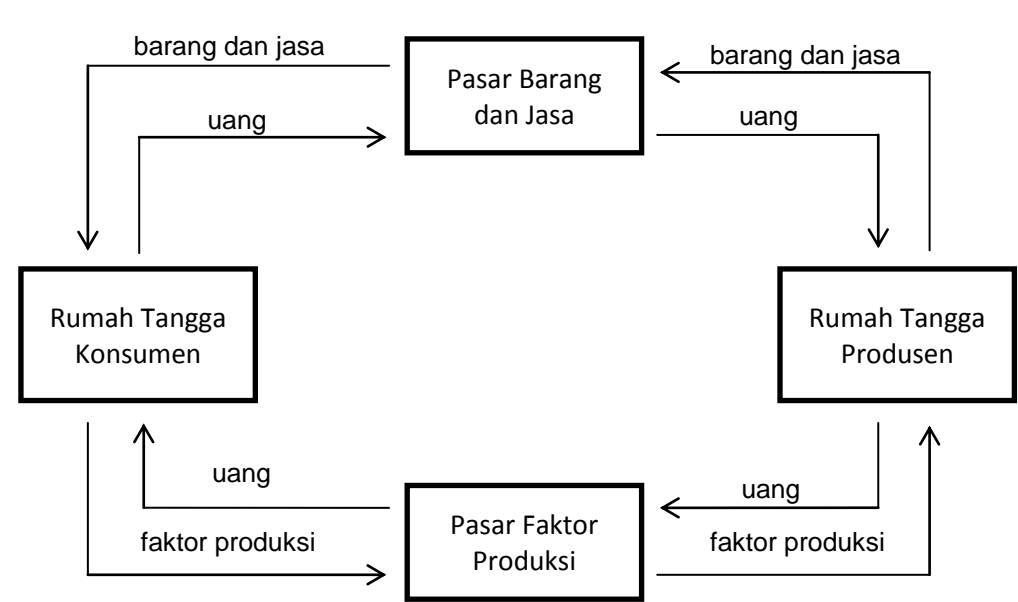 barang dan jasa
Pasar Barang
dan Jasa
barang dan jasa
uang
uang
Rumah Tangga
Konsumen
Rumah Tangga
Produsen
uang
Pasar Faktor
Produksi
uang
faktor produksi
faktor produksi